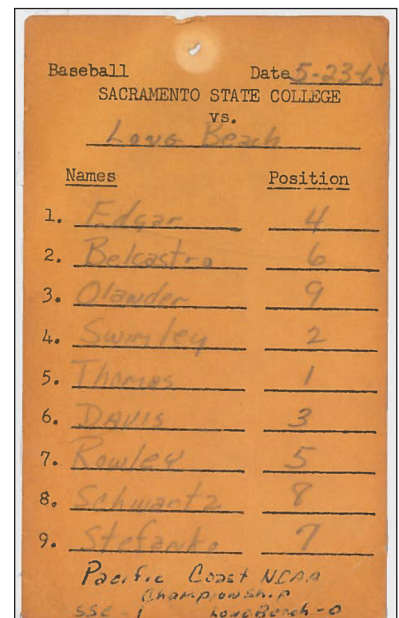 Baseball Date 5-23-64
SACRAMENTO STATE COLLEGE
vs.
Long Beach
Names Position
1. Edgar 4
2. Belcastro 6
3. Olander 9
4. Swimley 2
5. Thomas 1
6. DAVIS 3
7. Rowley 5
8. Schwartz 8
9. Stefanko 7
Pacific Coast NCAA
Championship
SSC - 1 Long Beach - 0